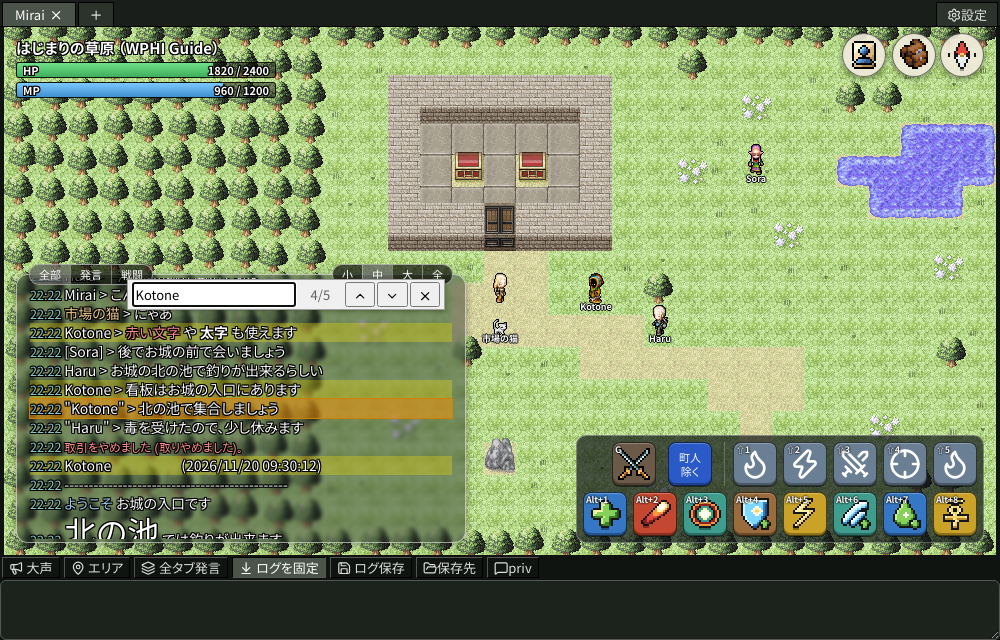 Mirai
設定
はじまりの草原 (WPHI Guide)
HP 1820 / 2400
MP 960 / 1200
Sora
Kotone
Haru
市場の猫
全部 発言 戦闘
小 中 大 全
Kotone 4/5
22:22 Mirai > こん
22:22 市場の猫 > にゃあ
22:22 Kotone > 赤い文字 や 太字 も使えます
22:22 [Sora] > 後でお城の前で会いましょう
22:22 Haru > お城の北の池で釣りが出来るらしい
22:22 Kotone > 看板はお城の入口にあります
22:22 "Kotone" > 北の池で集合しましょう
22:22 "Haru" > 毒を受けたので、少し休みます
22:22 取引をやめました (取りやめました)。
22:22 Kotone (2026/11/20 09:30:12)
22:22 ----------------------------------------
22:22 ようこそ お城の入口です
北の池 では釣りが出来ます
町人
除く
⇧1 ⇧2 ⇧3 ⇧4 ⇧5
Alt+1 Alt+2 Alt+3 Alt+4 Alt+5 Alt+6 Alt+7 Alt+8
大声 エリア 全タブ発言 ログを固定 ログ保存 保存先 priv